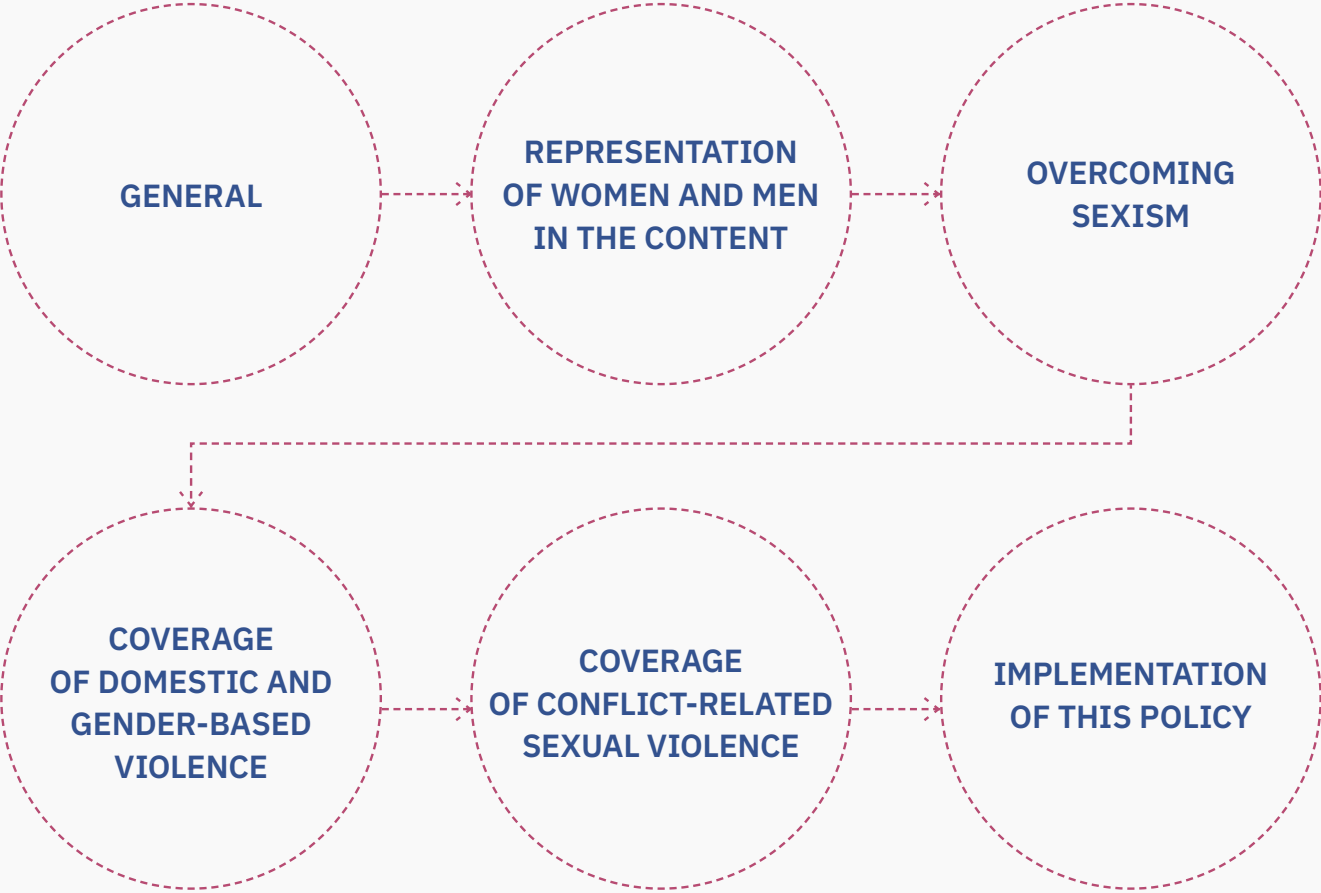 GENERAL
REPRESENTATION
OF WOMEN AND MEN
IN THE CONTENT
OVERCOMING
SEXISM
COVERAGE
OF DOMESTIC AND
GENDER-BASED
VIOLENCE
COVERAGE
OF CONFLICT-RELATED
SEXUAL VIOLENCE
IMPLEMENTATION
OF THIS POLICY